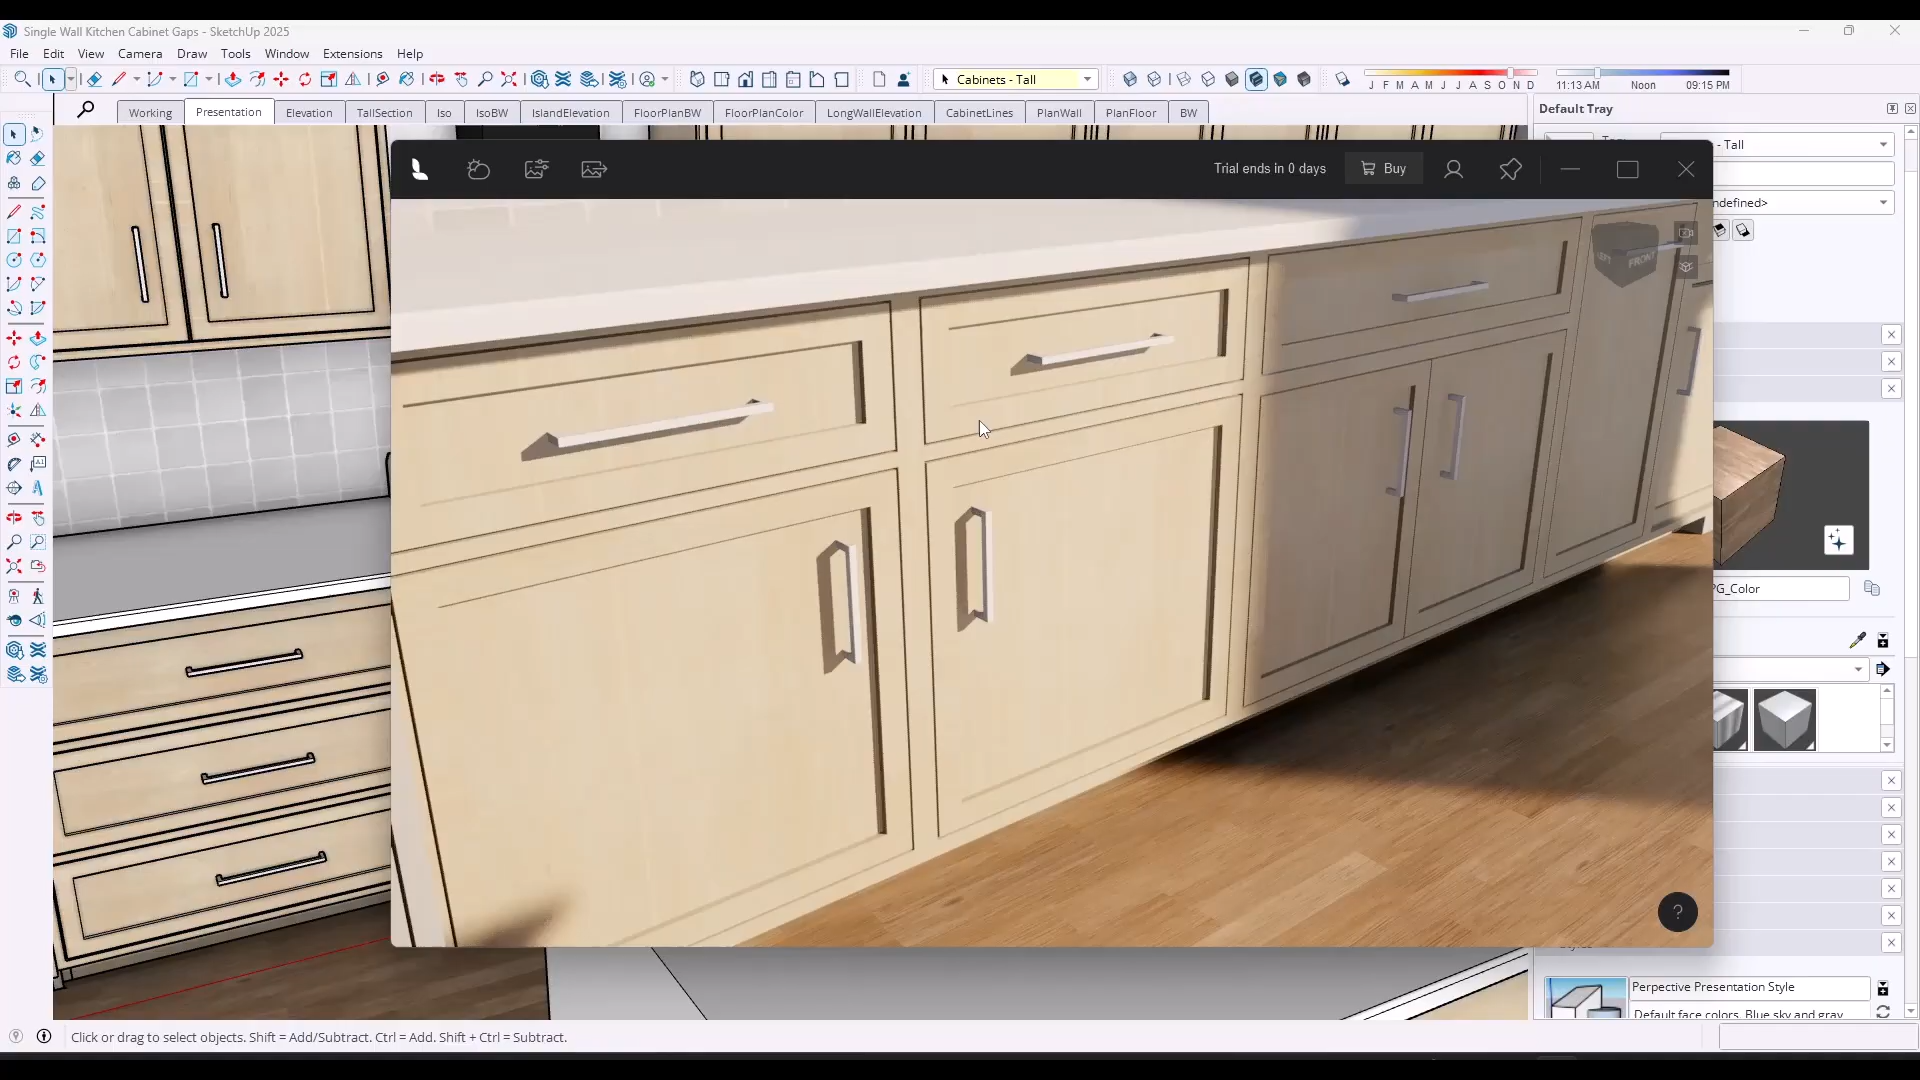 Single Wall Kitchen Cabinet Gaps - SketchUp 2025
File Edit View Camera Draw Tools Window Extensions Help
Cabinets - Tall
J F M A M J J A S O N D
11:13 AM Noon 09:15 PM
Working Presentation Elevation TallSection Iso IsoBW IslandElevation FloorPlanBW FloorPlanColor LongWallElevation CabinetLines PlanWall PlanFloor BW
Default Tray
- Tall
Trial ends in 0 days Buy
ndefined>
LEFT FRONT
PG_Color
?
Perpective Presentation Style
Default face colors. Blue sky and gray
Click or drag to select objects. Shift = Add/Subtract. Ctrl = Add. Shift + Ctrl = Subtract.